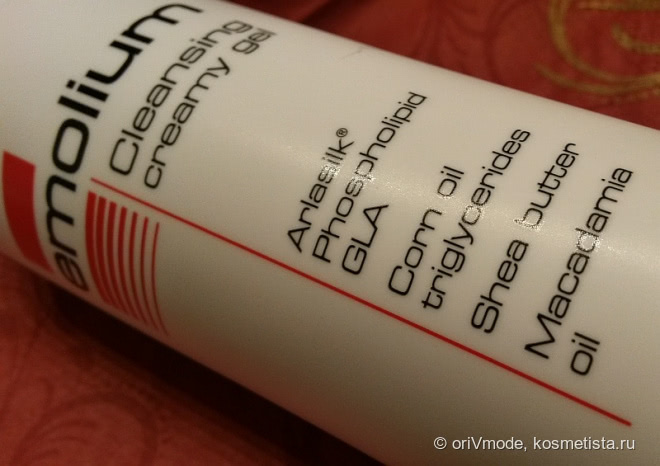 emolium
Cleansing
creamy gel
Arlasilk®
Phospholipid
GLA
Corn oil
triglycerides
Shea butter
Macadamia
oil
© oriVmode, kosmetista.ru